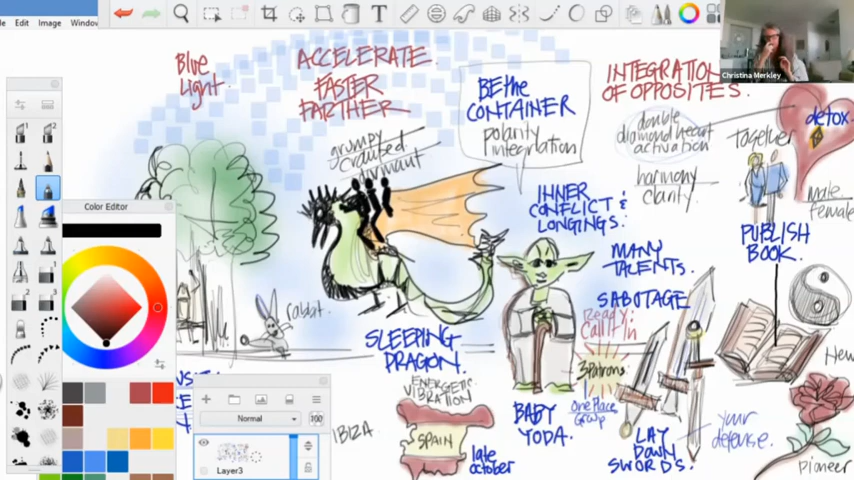 Edit
Image
Window
Christina Merkley
Color Editor
Normal
100
Layer3
Blue
Light
ACCELERATE
FASTER
FARTHER
grumpy
dormant
BE the
CONTAINER
polarity
integration
INTEGRATION
OF OPPOSITES
double
diamond heart
activation
harmony
clarity
Together
detox
male
female
INNER
CONFLICT &
LONGINGS.
MANY
TALENTS.
SABOTAGE
Ready:
Call it In
3 patrons
One Place
Group
PUBLISH
BOOK.
New
rabbit.
SLEEPING
DRAGON.
ENERGETIC
VIBRATION
SPAIN
late
october
IBIZA
BABY
YODA.
LAY
DOWN
SWORDS.
your
defense.
Pioneer